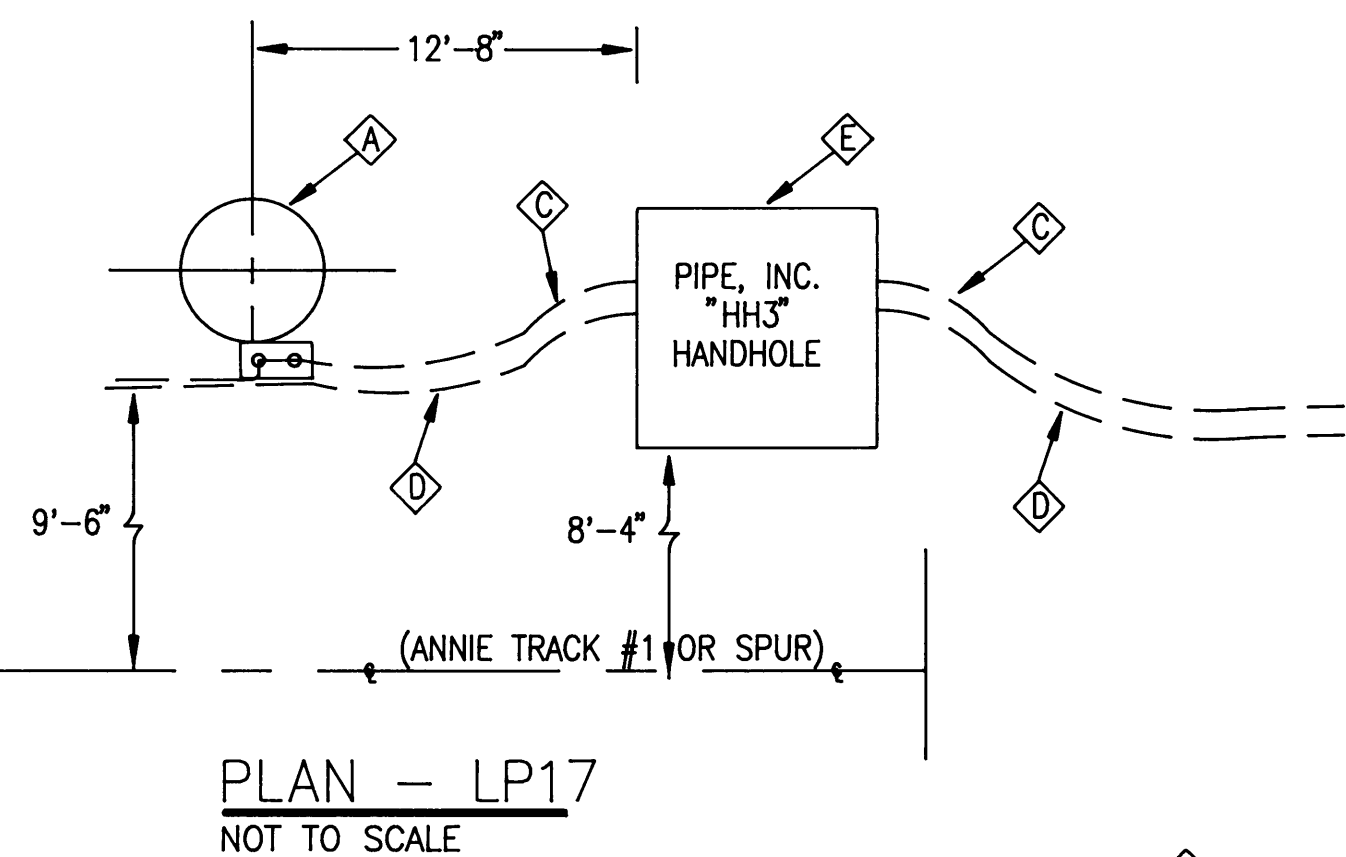 12'-8"
A
E
C
C
PIPE, INC.
"HH3"
HANDHOLE
D
D
9'-6"
8'-4"
(ANNIE TRACK #1 OR SPUR)
PLAN - LP17
NOT TO SCALE